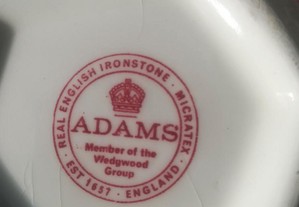 REAL ENGLISH IRONSTONE · MICRATEX ·
ADAMS
Member of the
Wedgwood
Group
EST 1657 · ENGLAND ·